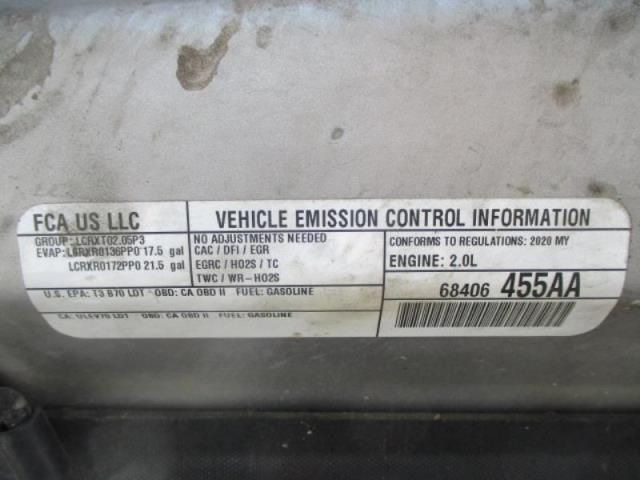 FCA US LLC
VEHICLE EMISSION CONTROL INFORMATION
GROUP: LCRXT02.05P3
EVAP: LCRXR0136PP0 17.5 gal
LCRXR0172PP0 21.5 gal
NO ADJUSTMENTS NEEDED
CAC / DFI / EGR
EGRC / HO2S / TC
TWC / WR-HO2S
CONFORMS TO REGULATIONS: 2020 MY
ENGINE: 2.0L
U.S. EPA: T3 B70 LDT OBD: CA OBD II FUEL: GASOLINE
CA: ULEV70 LDT OBD: CA OBD II FUEL: GASOLINE
68406 455AA